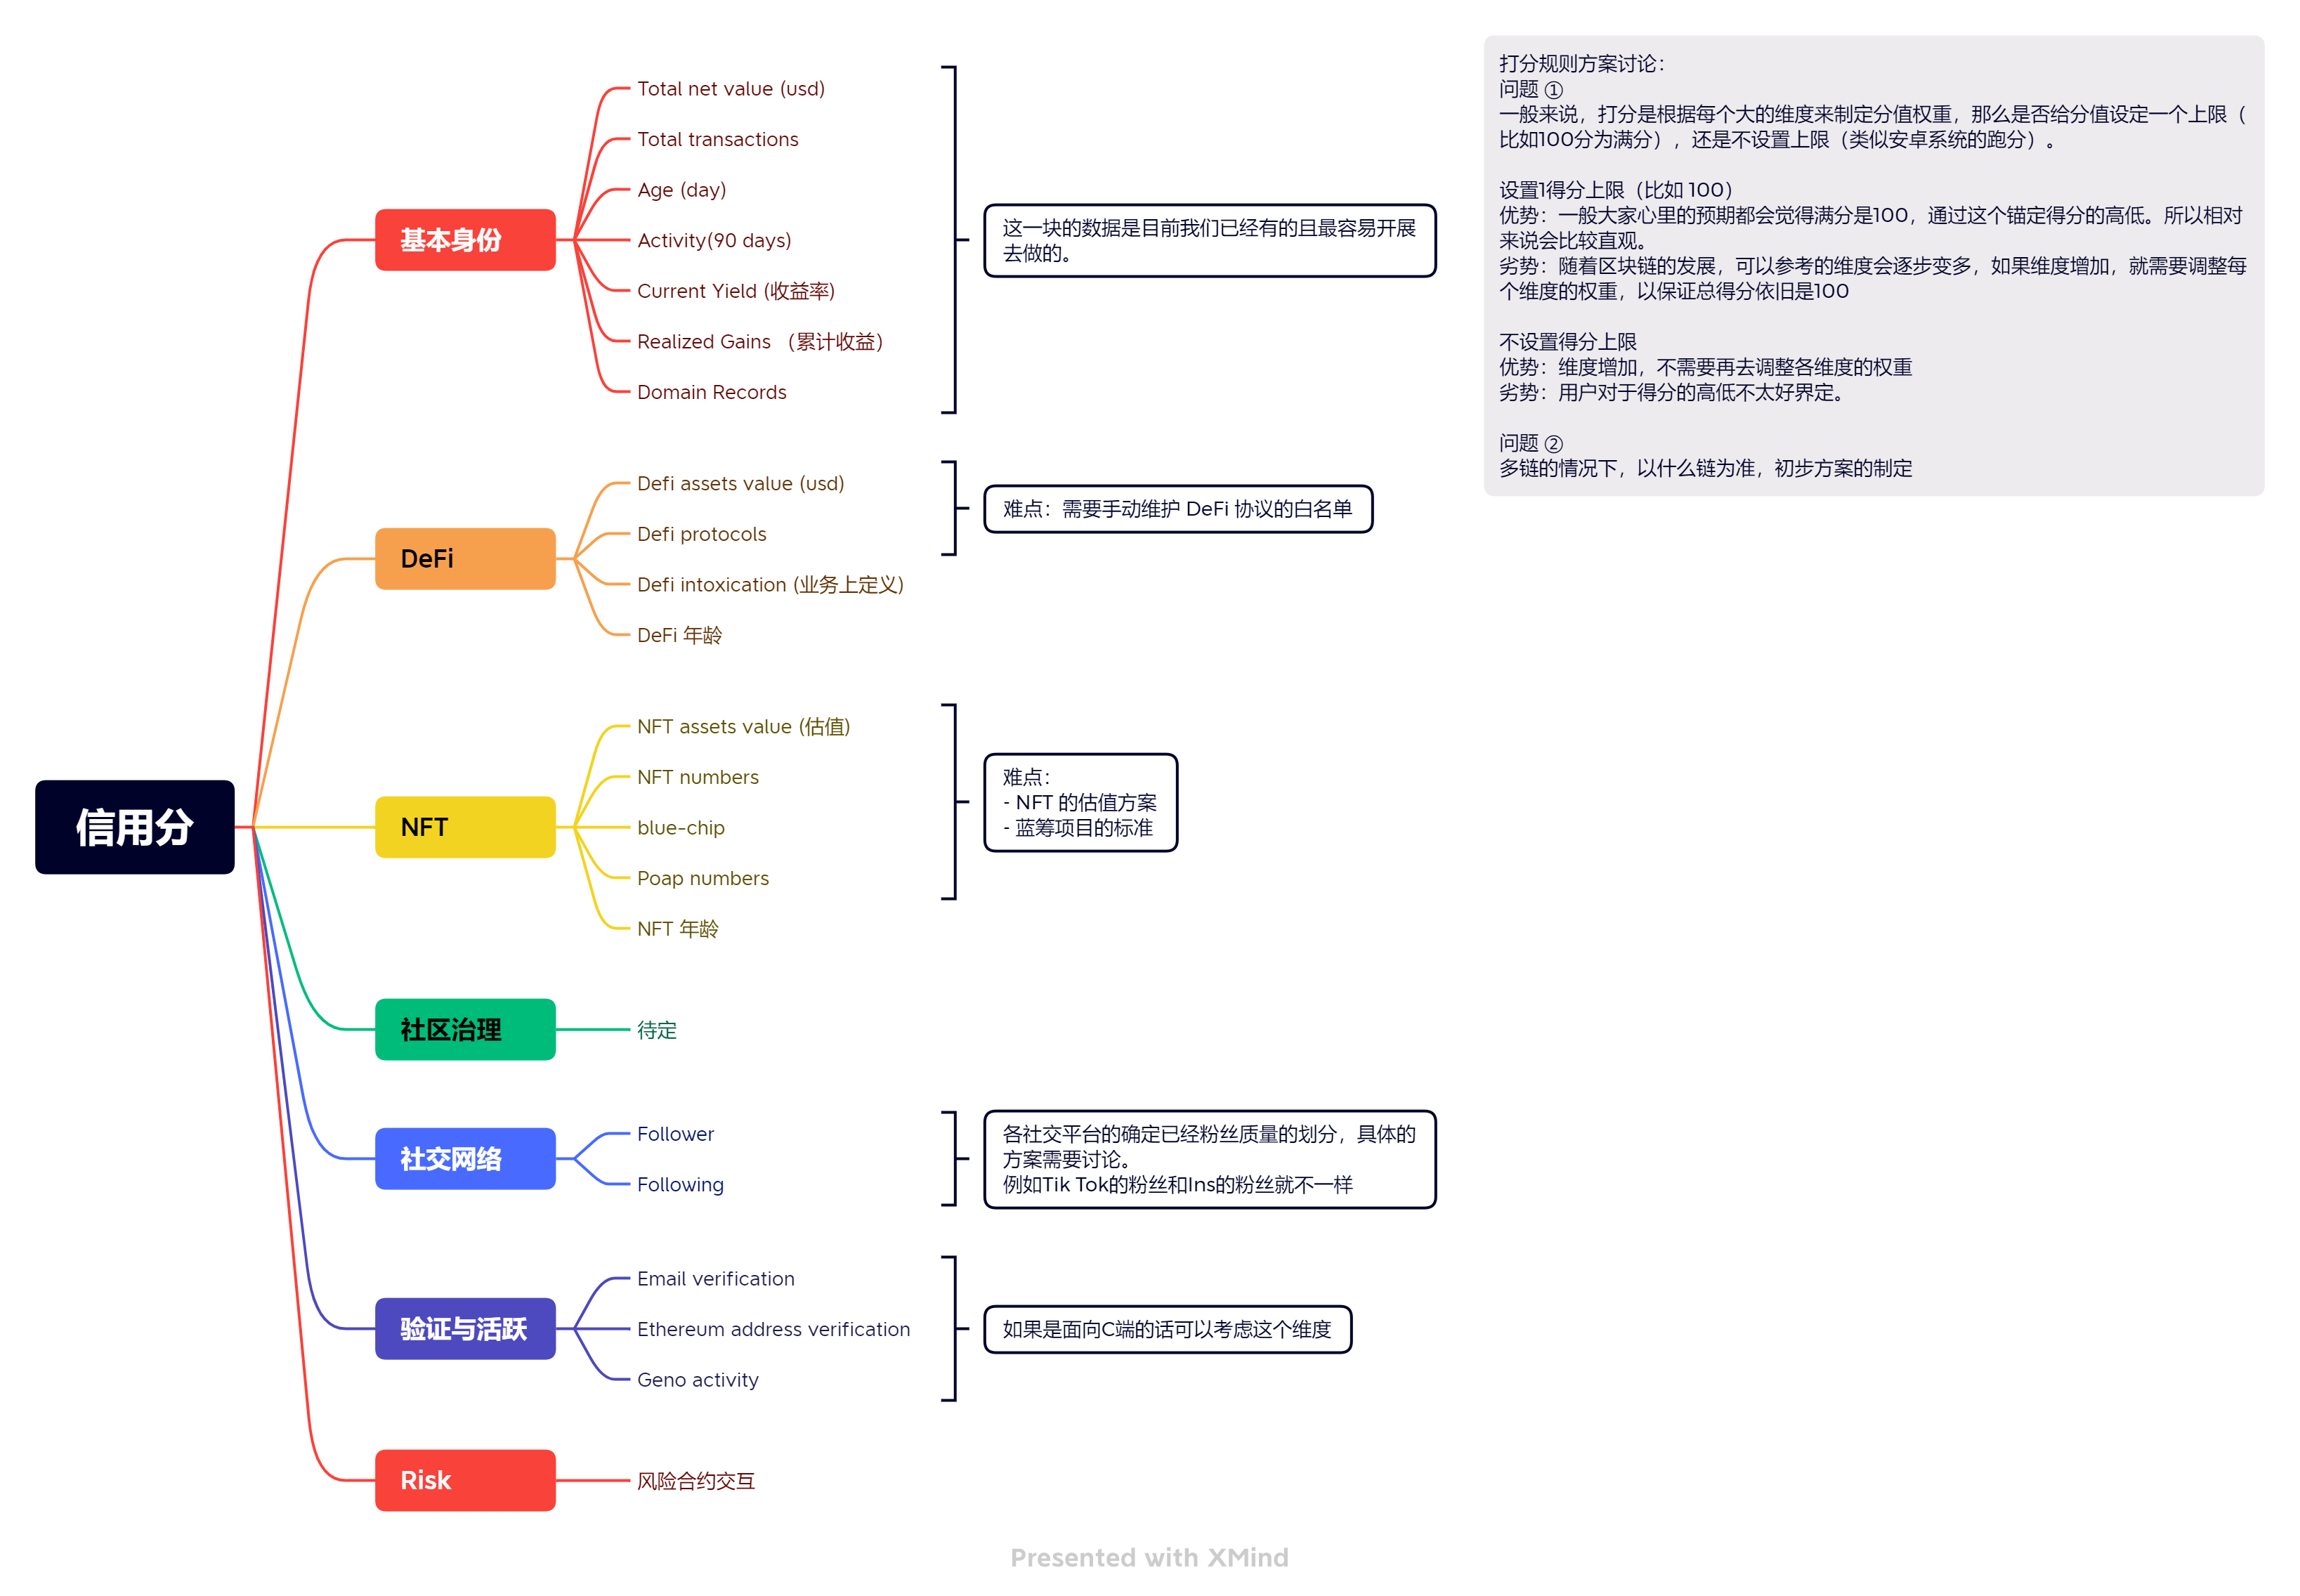 信用分
基本身份
Total net value (usd)
Total transactions
Age (day)
Activity(90 days)
Current Yield (收益率)
Realized Gains （累计收益）
Domain Records
这一块的数据是目前我们已经有的且最容易开展
去做的。
DeFi
Defi assets value (usd)
Defi protocols
Defi intoxication (业务上定义)
DeFi 年龄
难点：需要手动维护 DeFi 协议的白名单
NFT
NFT assets value (估值)
NFT numbers
blue-chip
Poap numbers
NFT 年龄
难点：
- NFT 的估值方案
- 蓝筹项目的标准
社区治理
待定
社交网络
Follower
Following
各社交平台的确定已经粉丝质量的划分，具体的
方案需要讨论。
例如Tik Tok的粉丝和Ins的粉丝就不一样
验证与活跃
Email verification
Ethereum address verification
Geno activity
如果是面向C端的话可以考虑这个维度
Risk
风险合约交互
打分规则方案讨论：
问题 ①
一般来说，打分是根据每个大的维度来制定分值权重，那么是否给分值设定一个上限（
比如100分为满分），还是不设置上限（类似安卓系统的跑分）。
设置1得分上限（比如 100）
优势：一般大家心里的预期都会觉得满分是100，通过这个锚定得分的高低。所以相对
来说会比较直观。
劣势：随着区块链的发展，可以参考的维度会逐步变多，如果维度增加，就需要调整每
个维度的权重，以保证总得分依旧是100
不设置得分上限
优势：维度增加，不需要再去调整各维度的权重
劣势：用户对于得分的高低不太好界定。
问题 ②
多链的情况下，以什么链为准，初步方案的制定
Presented with XMind